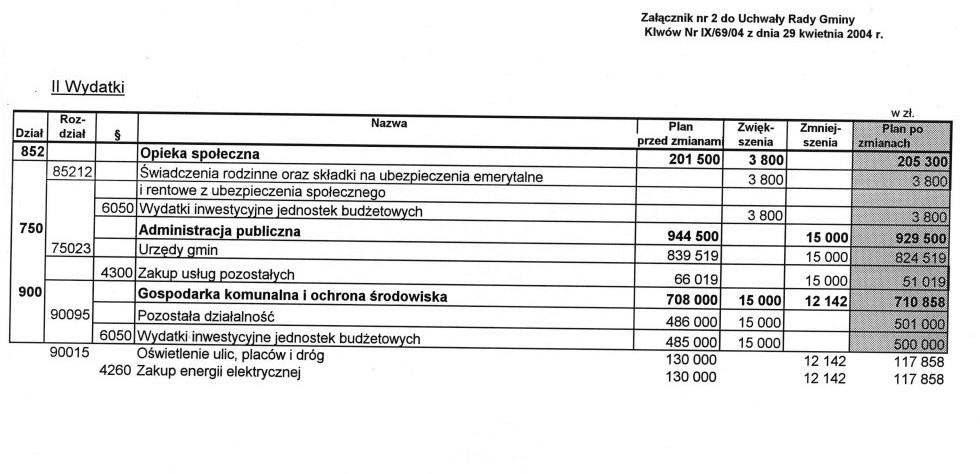 Załącznik nr 2 do Uchwały Rady Gminy
Klwów Nr IX/69/04 z dnia 29 kwietnia 2004 r.
II Wydatki
w zł.
Dział Roz-dział § Nazwa Plan przed zmianami Zwięk-szenia Zmniej-szenia Plan po zmianach
852 Opieka społeczna 201 500 3 800 205 300
85212 Świadczenia rodzinne oraz składki na ubezpieczenia emerytalne 3 800 3 800
i rentowe z ubezpieczenia społecznego
6050 Wydatki inwestycyjne jednostek budżetowych 3 800 3 800
750 Administracja publiczna 944 500 15 000 929 500
75023 Urzędy gmin 839 519 15 000 824 519
4300 Zakup usług pozostałych 66 019 15 000 51 019
900 Gospodarka komunalna i ochrona środowiska 708 000 15 000 12 142 710 858
90095 Pozostała działalność 486 000 15 000 501 000
6050 Wydatki inwestycyjne jednostek budżetowych 485 000 15 000 500 000
90015 Oświetlenie ulic, placów i dróg 130 000 12 142 117 858
4260 Zakup energii elektrycznej 130 000 12 142 117 858